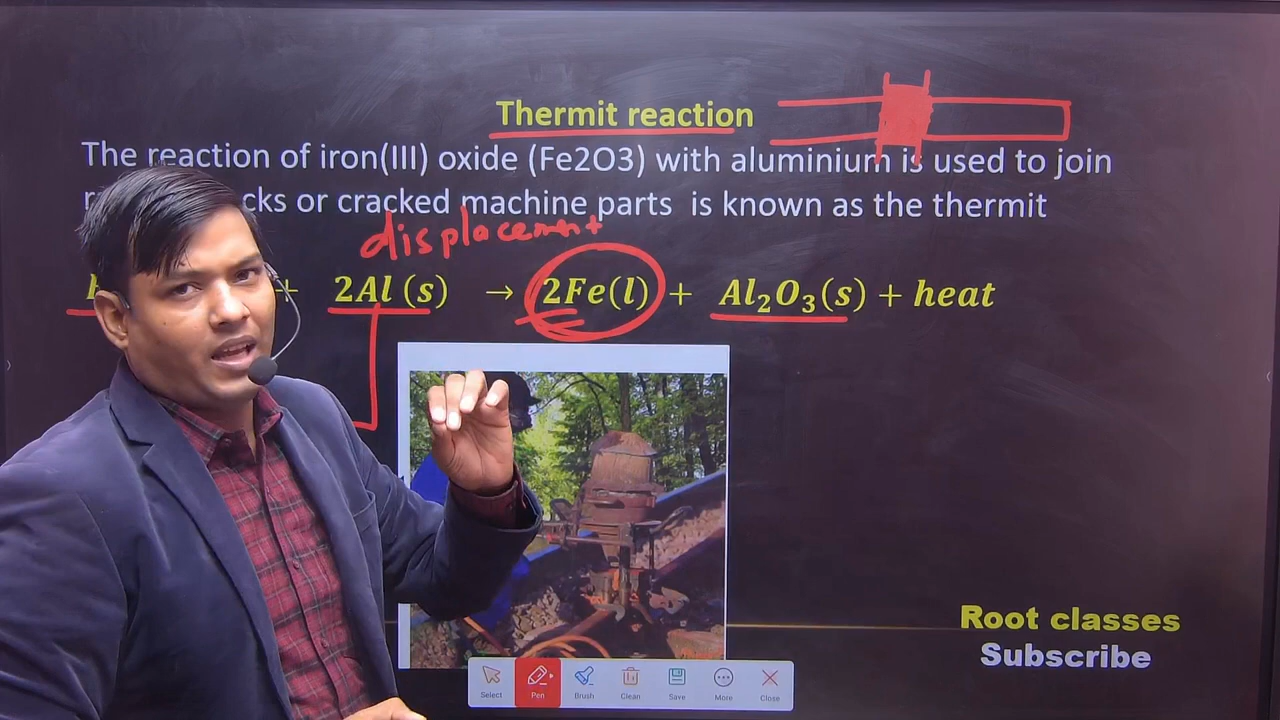 Thermit reaction
The reaction of iron(III) oxide (Fe2O3) with aluminium is used to join
cks or cracked machine parts is known as the thermit
displacement
+ 2Al (s) → 2Fe(l) + Al₂O₃(s) + heat
Root classes
Subscribe
Select Pen Brush Clean Save More Close